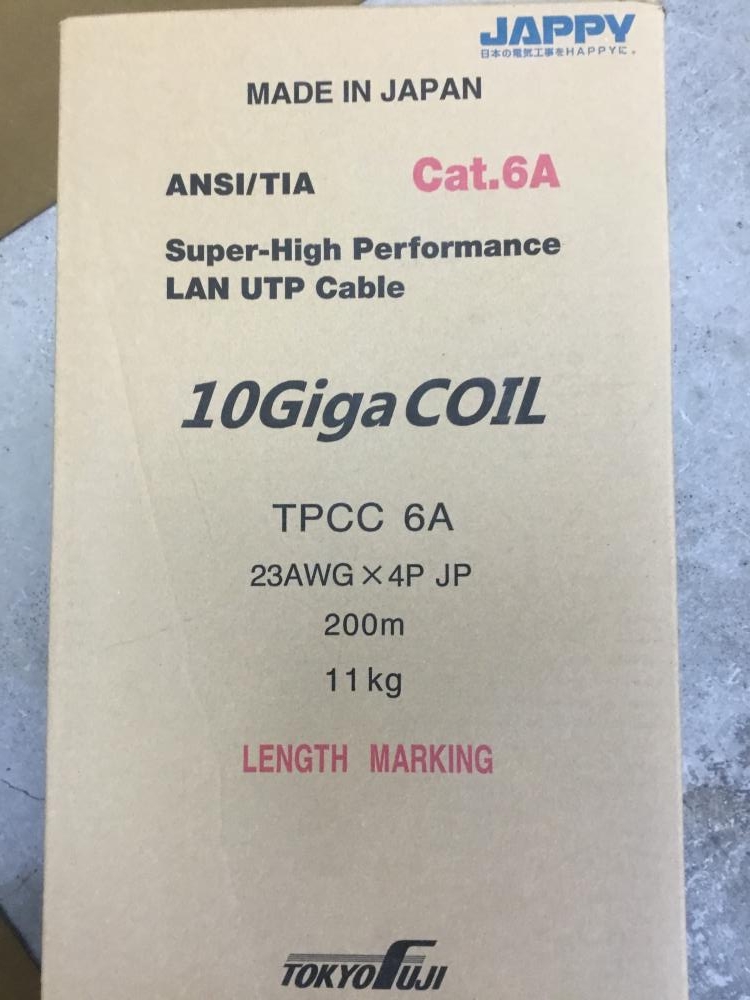 JAPPY
日本の電気工事をHAPPYに。
MADE IN JAPAN
ANSI/TIA Cat.6A
Super-High Performance
LAN UTP Cable
10Giga COIL
TPCC 6A
23AWG×4P JP
200m
11kg
LENGTH MARKING
TOKYO FUJI